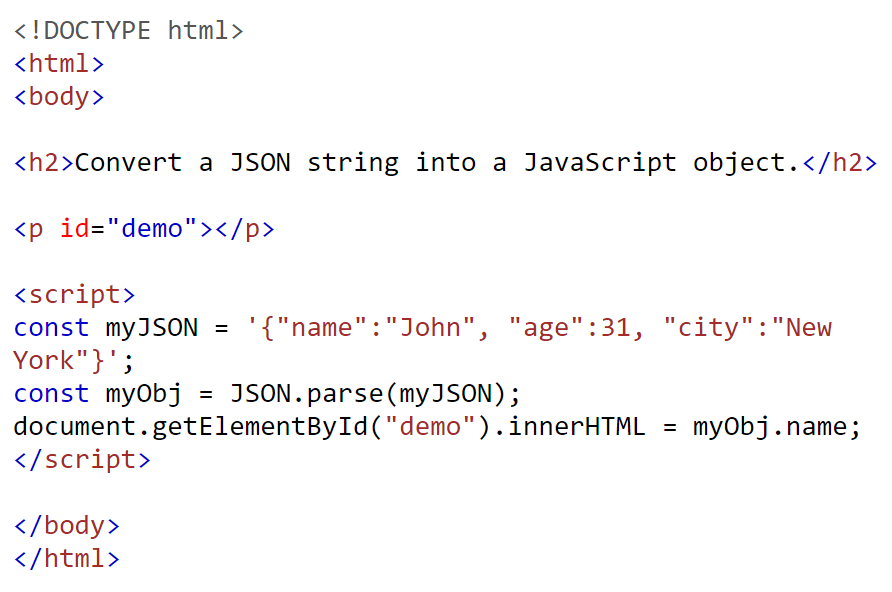 <!DOCTYPE html>
<html>
<body>
<h2>Convert a JSON string into a JavaScript object.</h2>
<p id="demo"></p>
<script>
const myJSON = '{"name":"John", "age":31, "city":"New
York"}';
const myObj = JSON.parse(myJSON);
document.getElementById("demo").innerHTML = myObj.name;
</script>
</body>
</html>